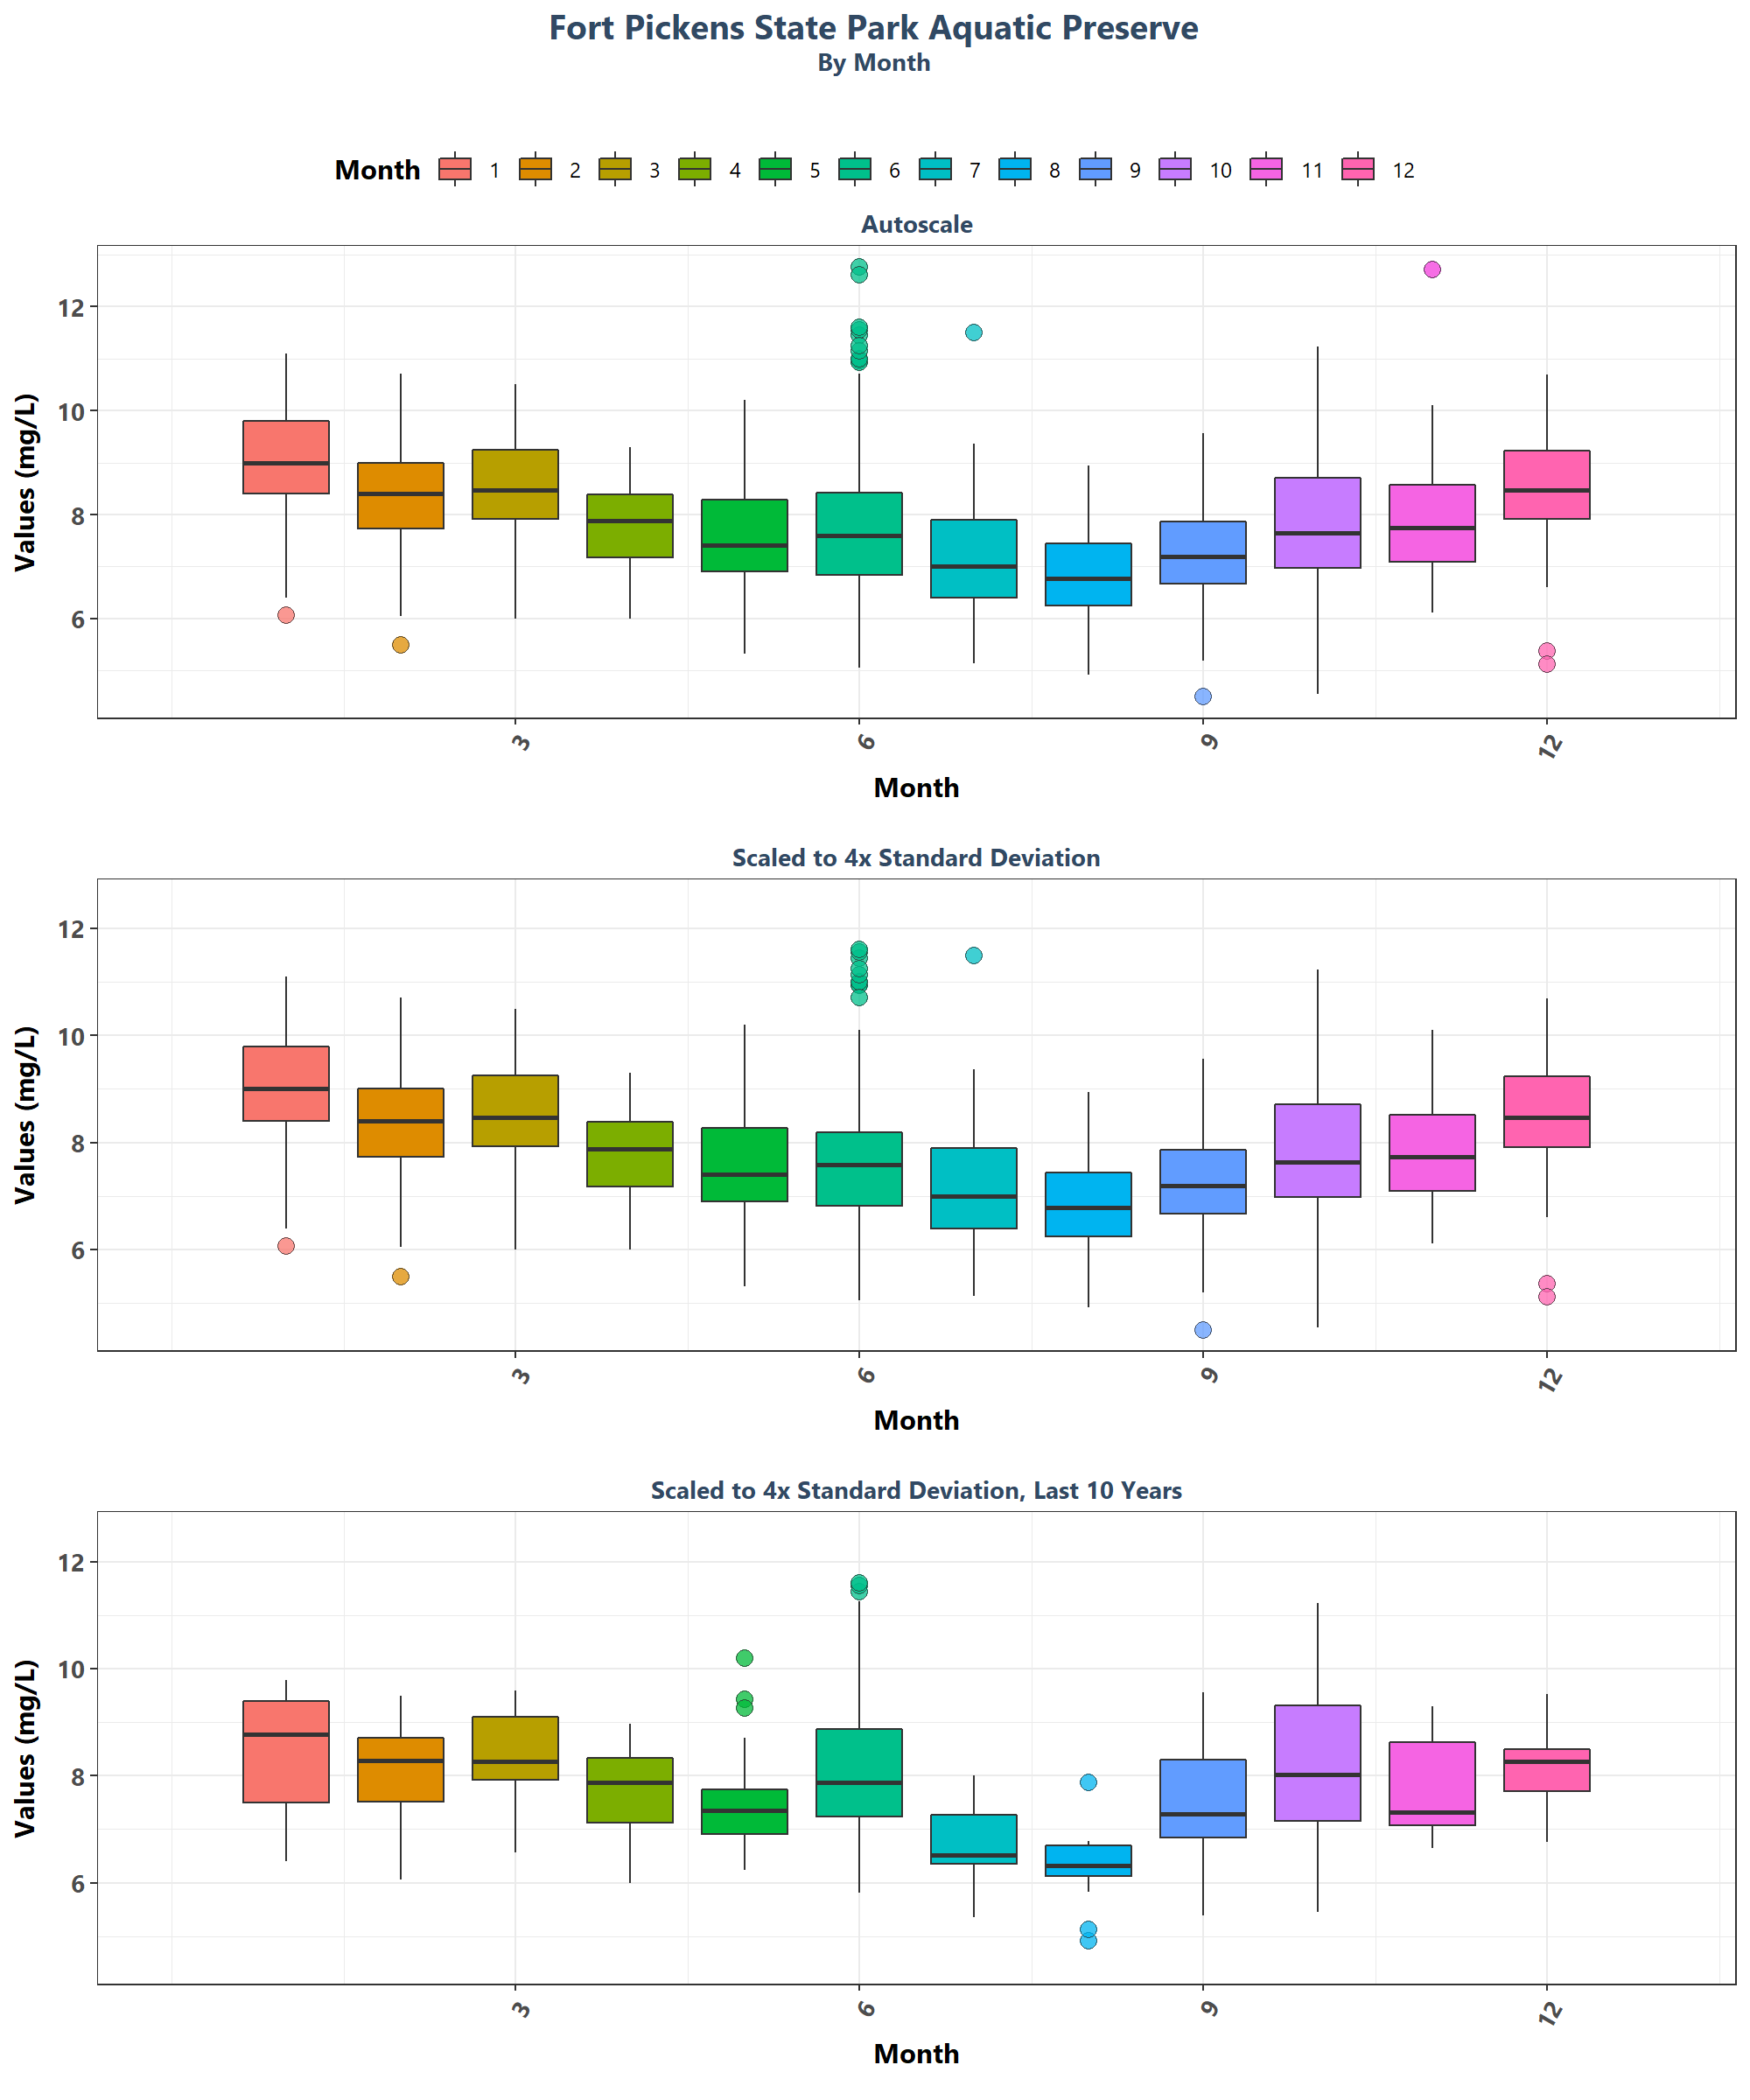 Fort Pickens State Park Aquatic Preserve
By Month
Month 1 2 3 4 5 6 7 8 9 10 11 12
Autoscale
Values (mg/L)
12
10
8
6
3 6 9 12
Month
Scaled to 4x Standard Deviation
Values (mg/L)
12
10
8
6
3 6 9 12
Month
Scaled to 4x Standard Deviation, Last 10 Years
Values (mg/L)
12
10
8
6
3 6 9 12
Month